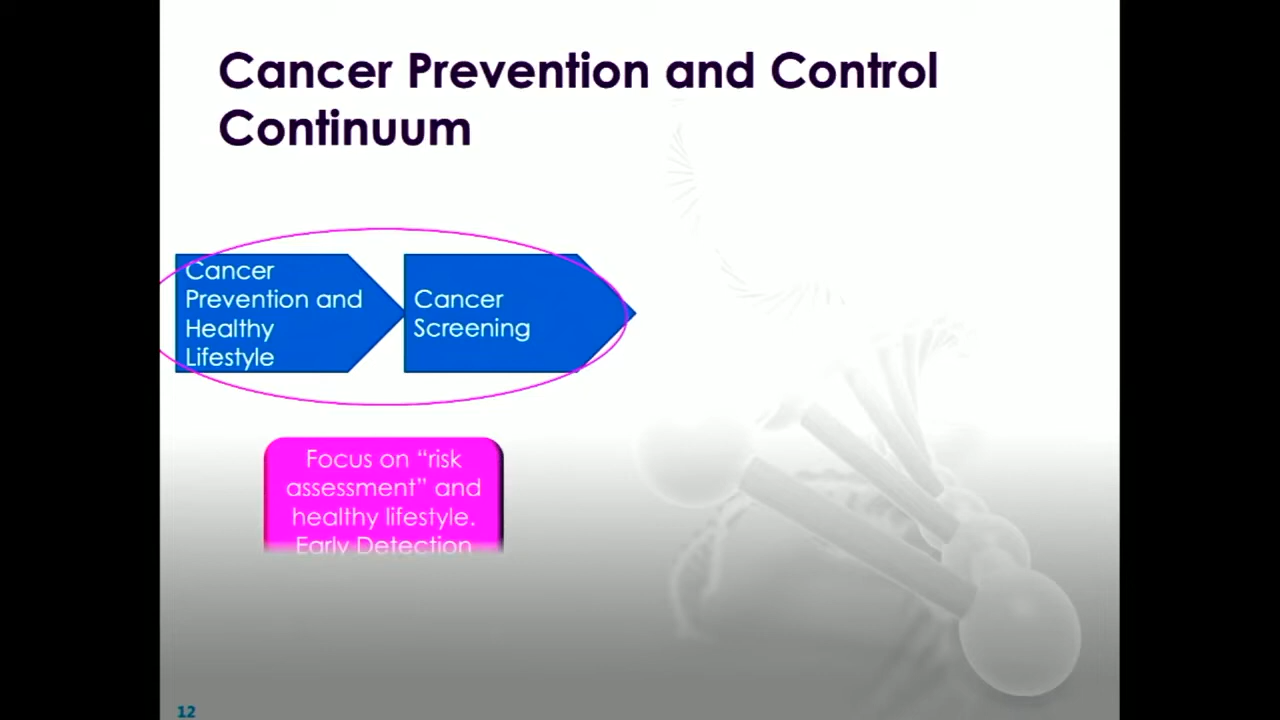 Cancer Prevention and Control
Continuum
Cancer
Prevention and
Healthy
Lifestyle
Cancer
Screening
Focus on “risk
assessment” and
healthy lifestyle.
Early Detection
12